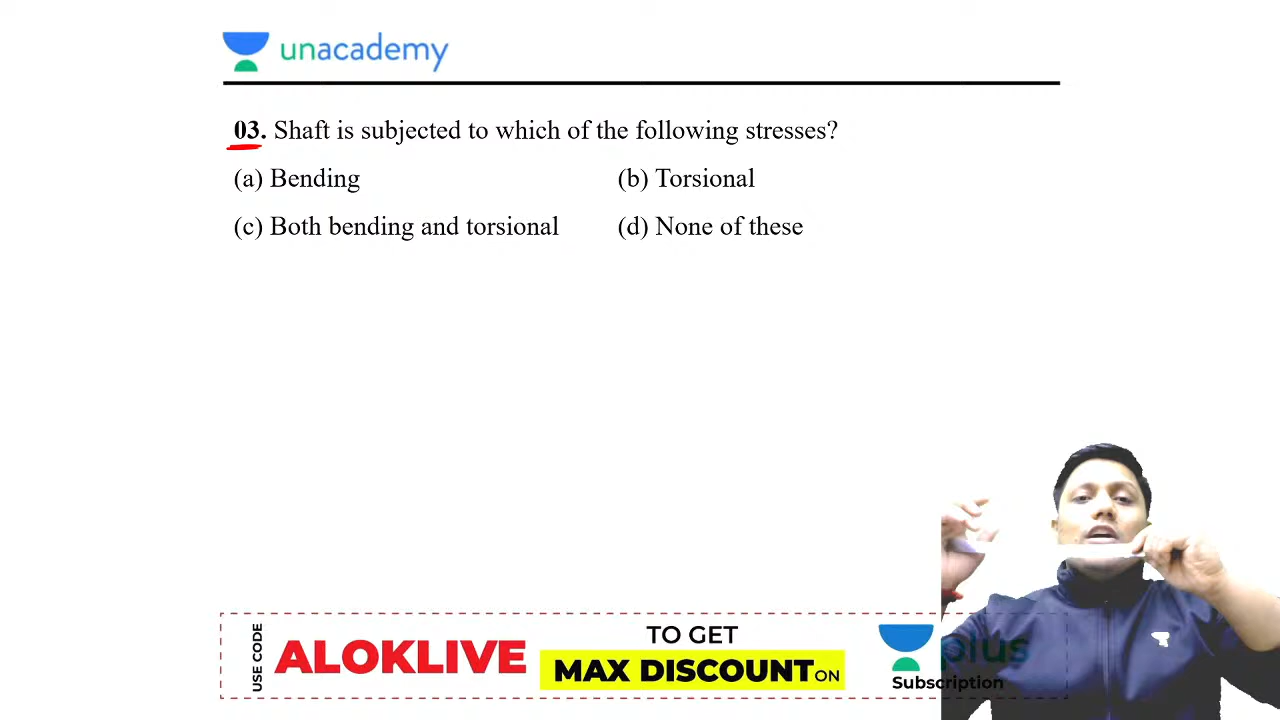 unacademy
03. Shaft is subjected to which of the following stresses?
(a) Bending (b) Torsional
(c) Both bending and torsional (d) None of these
USE CODE
ALOKLIVE
TO GET
MAX DISCOUNT ON
plus
Subscription